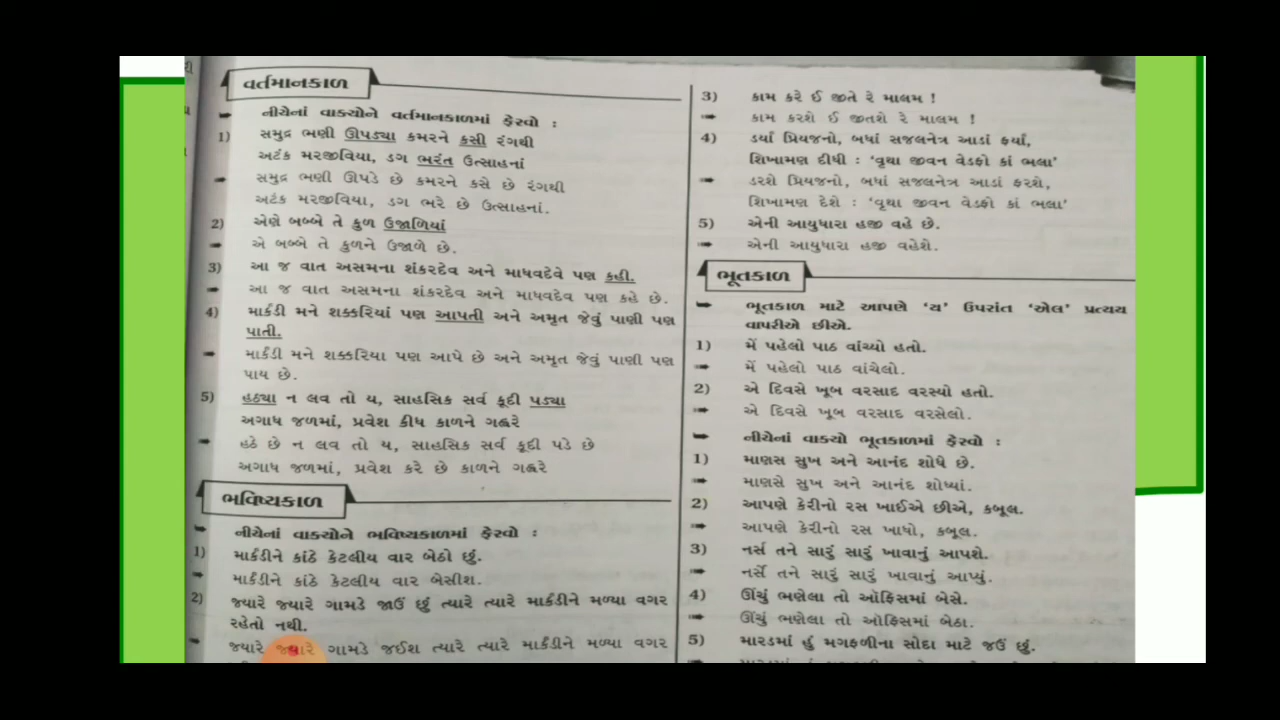 વર્તમાનકાળ
નીચેનાં વાક્યોને વર્તમાનકાળમાં ફેરવો :
1) સમુદ્ર ભણી ઊપડ્યા કમરને કસી રંગથી
અટંક મરજીવિયા, ડગ ભરંત ઉત્સાહનાં
સમુદ્ર ભણી ઊપડે છે કમરને કસે છે રંગથી
અટંક મરજીવિયા, ડગ ભરે છે ઉત્સાહનાં.
2) એણે બબ્બે તે કુળ ઉજાળિયાં
એ બબ્બે તે કુળને ઉજાળે છે.
3) આ જ વાત અસમના શંકરદેવ અને માધવદેવે પણ કહી.
આ જ વાત અસમના શંકરદેવ અને માધવદેવ પણ કહે છે.
4) માર્કંડી મને શક્કરિયાં પણ આપતી અને અમૃત જેવું પાણી પણ
પાતી.
માર્કંડી મને શક્કરિયા પણ આપે છે અને અમૃત જેવું પાણી પણ
પાય છે.
5) હઠ્યા ન લવ તો ય, સાહસિક સર્વ કૂદી પડ્યા
અગાધ જળમાં, પ્રવેશ કીધ કાળને ગહ્વરે
હઠે છે ન લવ તો ય, સાહસિક સર્વ કૂદી પડે છે
અગાધ જળમાં, પ્રવેશ કરે છે કાળને ગહ્વરે
ભવિષ્યકાળ
નીચેનાં વાક્યોને ભવિષ્યકાળમાં ફેરવો :
1) માર્કંડીને કાંઠે કેટલીય વાર બેઠો છું.
માર્કંડીને કાંઠે કેટલીય વાર બેસીશ.
2) જ્યારે જ્યારે ગામડે જાઉં છું ત્યારે ત્યારે માર્કંડીને મળ્યા વગર
રહેતો નથી.
જ્યારે જ્યારે ગામડે જઈશ ત્યારે ત્યારે માર્કંડીને મળ્યા વગર
3) કામ કરે ઈ જીતે રે માલમ !
કામ કરશે ઈ જીતશે રે માલમ !
4) ડર્યાં પ્રિયજનો, બધાં સજલનેત્ર આડાં ફર્યાં,
શિખામણ દીધી : ‘વૃથા જીવન વેડફો કાં ભલા’
ડરશે પ્રિયજનો, બધાં સજલનેત્ર આડાં ફરશે,
શિખામણ દેશે : ‘વૃથા જીવન વેડફો કાં ભલા’
5) એની આયુધારા હજી વહે છે.
એની આયુધારા હજી વહેશે.
ભૂતકાળ
ભૂતકાળ માટે આપણે ‘ય’ ઉપરાંત ‘એલ’ પ્રત્યય
વાપરીએ છીએ.
1) મેં પહેલો પાઠ વાંચ્યો હતો.
મેં પહેલો પાઠ વાંચેલો.
2) એ દિવસે ખૂબ વરસાદ વરસ્યો હતો.
એ દિવસે ખૂબ વરસાદ વરસેલો.
નીચેનાં વાક્યો ભૂતકાળમાં ફેરવો :
1) માણસ સુખ અને આનંદ શોધે છે.
માણસે સુખ અને આનંદ શોધ્યાં.
2) આપણે કેરીનો રસ ખાઈએ છીએ, કબૂલ.
આપણે કેરીનો રસ ખાધો, કબૂલ.
3) નર્સ તને સારું સારું ખાવાનું આપશે.
નર્સે તને સારું સારું ખાવાનું આપ્યું.
4) ઊંચું ભણેલા તો ઑફિસમાં બેસે.
ઊંચું ભણેલા તો ઑફિસમાં બેઠા.
5) મારડમાં હું મગફળીના સોદા માટે જઉં છું.